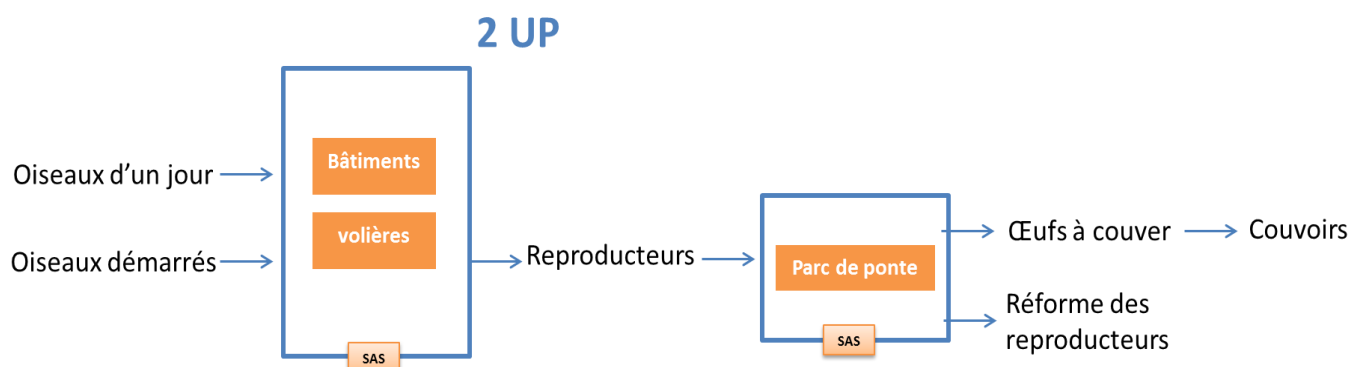 2 UP
Oiseaux d’un jour
Bâtiments
volières
Oiseaux démarrés
SAS
Reproducteurs
Parc de ponte
SAS
Œufs à couver
Couvoirs
Réforme des
reproducteurs